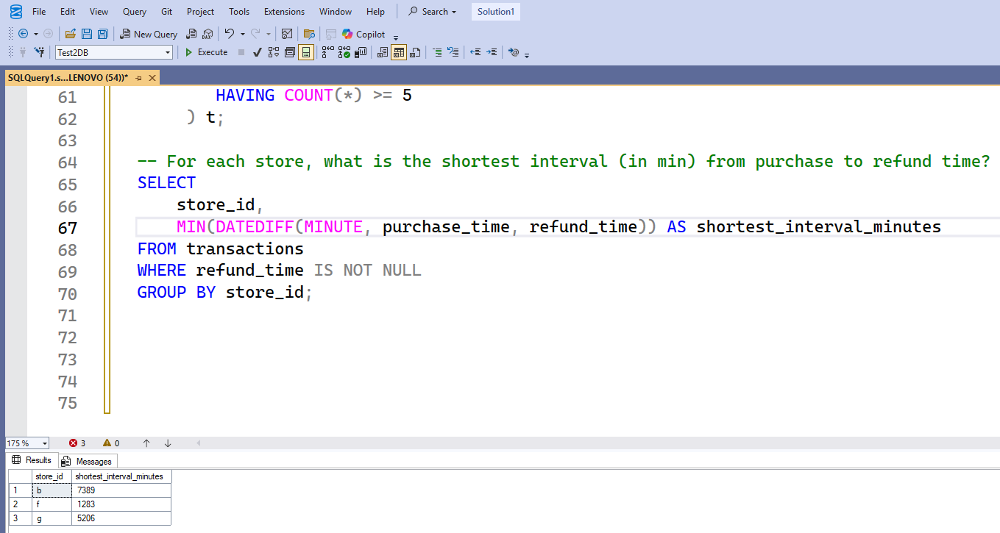 File Edit View Query Git Project Tools Extensions Window Help Search Solution1
New Query DAX Copilot
Test2DB Execute
SQLQuery1.s...LENOVO (54))*
61 HAVING COUNT(*) >= 5
62 ) t;
63
64 -- For each store, what is the shortest interval (in min) from purchase to refund time?
65 SELECT
66 store_id,
67 MIN(DATEDIFF(MINUTE, purchase_time, refund_time)) AS shortest_interval_minutes
68 FROM transactions
69 WHERE refund_time IS NOT NULL
70 GROUP BY store_id;
71
72
73
74
75
175 % 3 0
Results Messages
store_id shortest_interval_minutes
1 b 7389
2 f 1283
3 g 5206